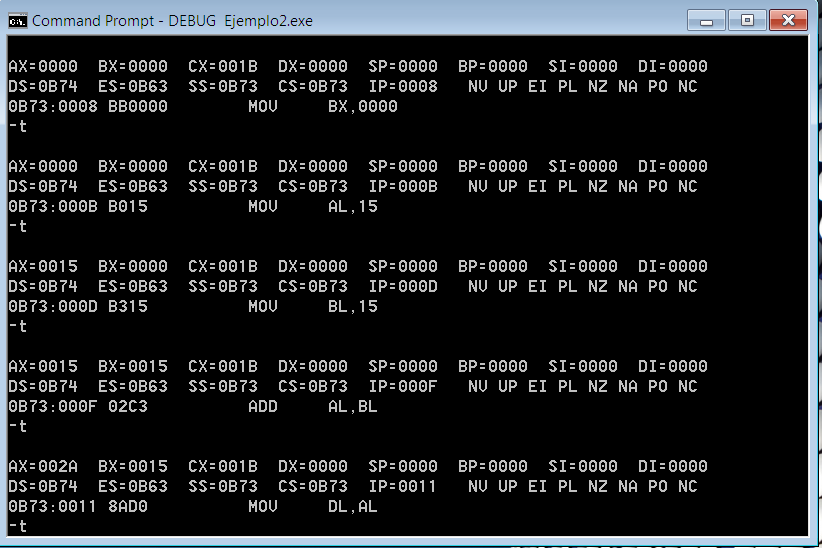 Command Prompt - DEBUG Ejemplo2.exe
AX=0000 BX=0000 CX=001B DX=0000 SP=0000 BP=0000 SI=0000 DI=0000
DS=0B74 ES=0B63 SS=0B73 CS=0B73 IP=0008 NV UP EI PL NZ NA PO NC
0B73:0008 BB0000 MOV BX,0000
-t
AX=0000 BX=0000 CX=001B DX=0000 SP=0000 BP=0000 SI=0000 DI=0000
DS=0B74 ES=0B63 SS=0B73 CS=0B73 IP=000B NV UP EI PL NZ NA PO NC
0B73:000B B015 MOV AL,15
-t
AX=0015 BX=0000 CX=001B DX=0000 SP=0000 BP=0000 SI=0000 DI=0000
DS=0B74 ES=0B63 SS=0B73 CS=0B73 IP=000D NV UP EI PL NZ NA PO NC
0B73:000D B315 MOV BL,15
-t
AX=0015 BX=0015 CX=001B DX=0000 SP=0000 BP=0000 SI=0000 DI=0000
DS=0B74 ES=0B63 SS=0B73 CS=0B73 IP=000F NV UP EI PL NZ NA PO NC
0B73:000F 02C3 ADD AL,BL
-t
AX=002A BX=0015 CX=001B DX=0000 SP=0000 BP=0000 SI=0000 DI=0000
DS=0B74 ES=0B63 SS=0B73 CS=0B73 IP=0011 NV UP EI PL NZ NA PO NC
0B73:0011 8AD0 MOV DL,AL
-t